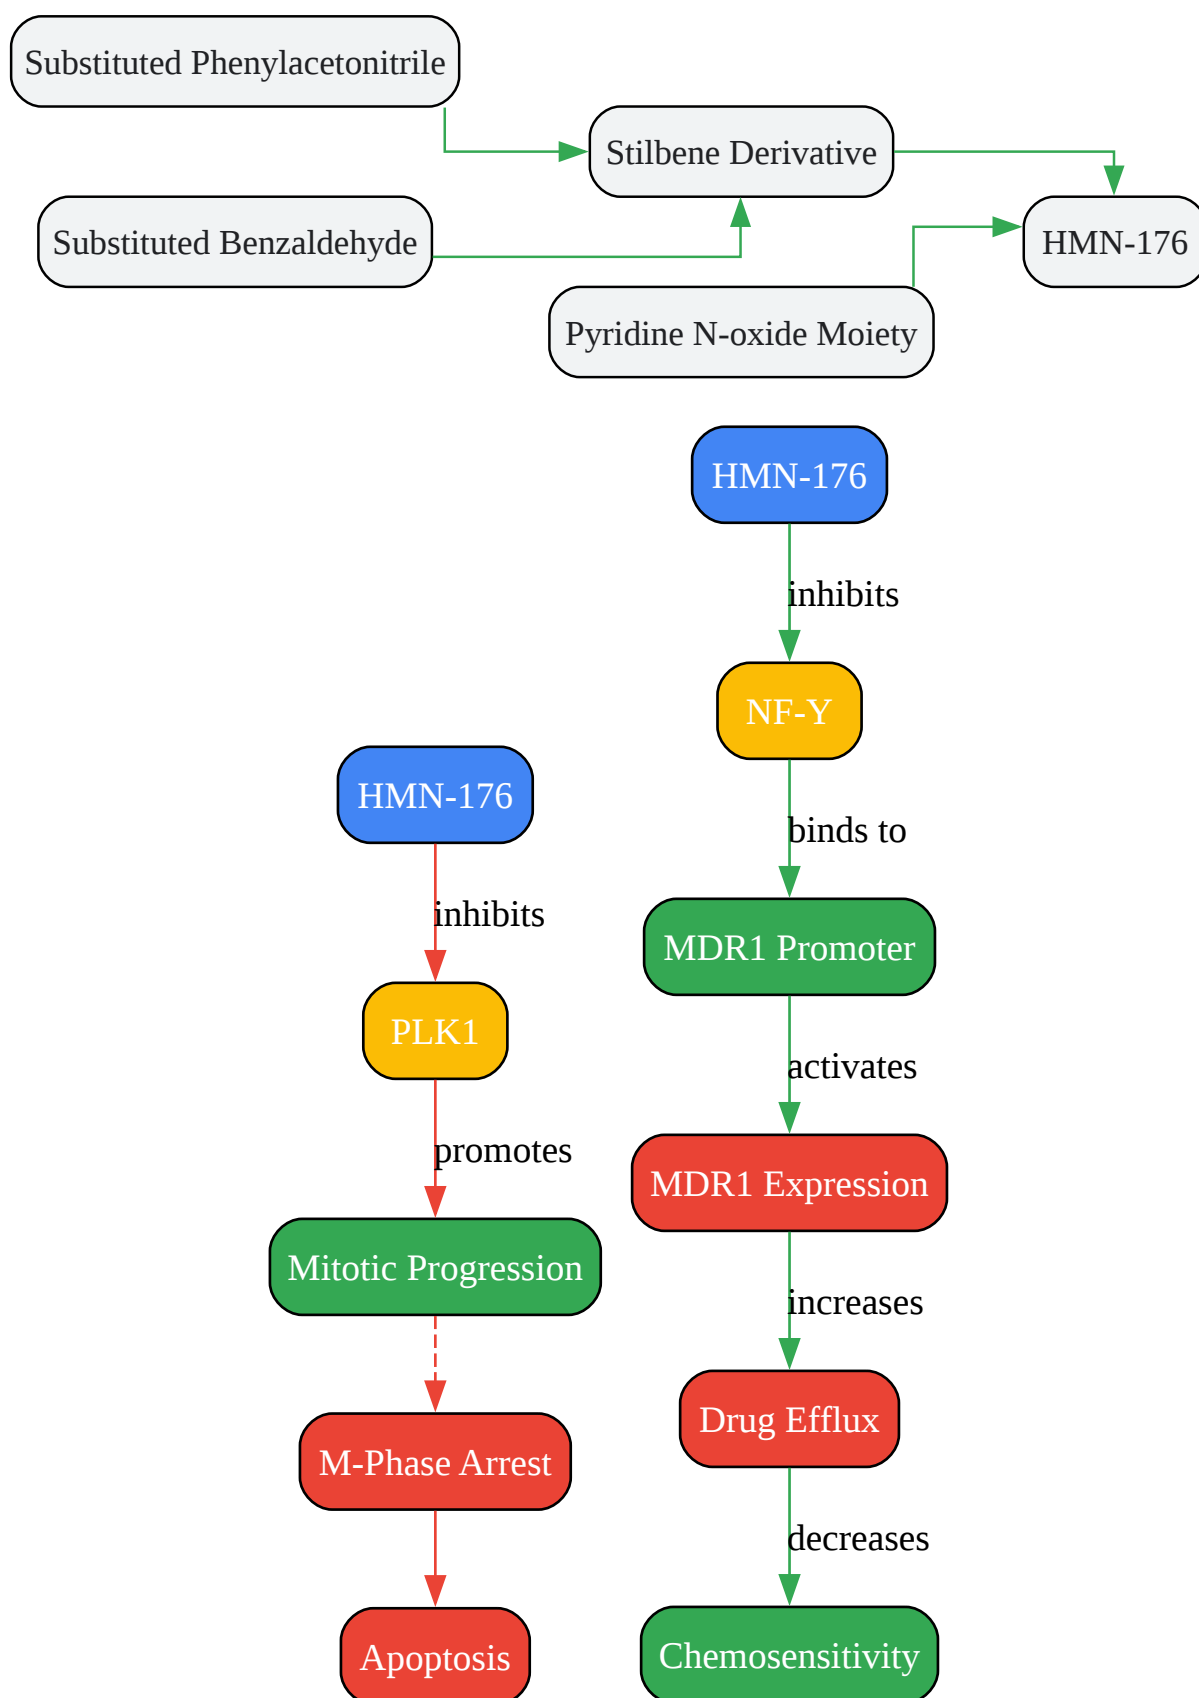 Substituted Phenylacetonitrile
Stilbene Derivative
Substituted Benzaldehyde
HMN-176
Pyridine N-oxide Moiety
HMN-176
inhibits
NF-Y
binds to
MDR1 Promoter
activates
MDR1 Expression
increases
Drug Efflux
decreases
Chemosensitivity
HMN-176
inhibits
PLK1
promotes
Mitotic Progression
M-Phase Arrest
Apoptosis